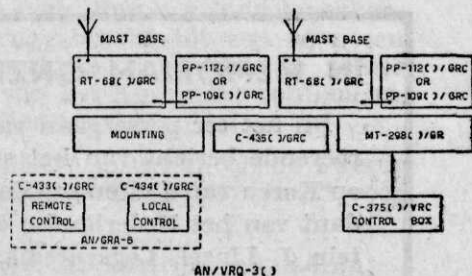 MAST BASE
MAST BASE
RT-68( )/GRC
PP-112( )/GRC
OR
PP-109( )/GRC
RT-68( )/GRC
PP-112( )/GRC
OR
PP-109( )/GRC
MOUNTING
C-435( )/GRC
MT-298( )/GR
C-433( )/GRC
C-434( )/GRC
REMOTE
CONTROL
LOCAL
CONTROL
AN/GRA-6
C-375( )/VRC
CONTROL BOX
AN/VRQ-3( )